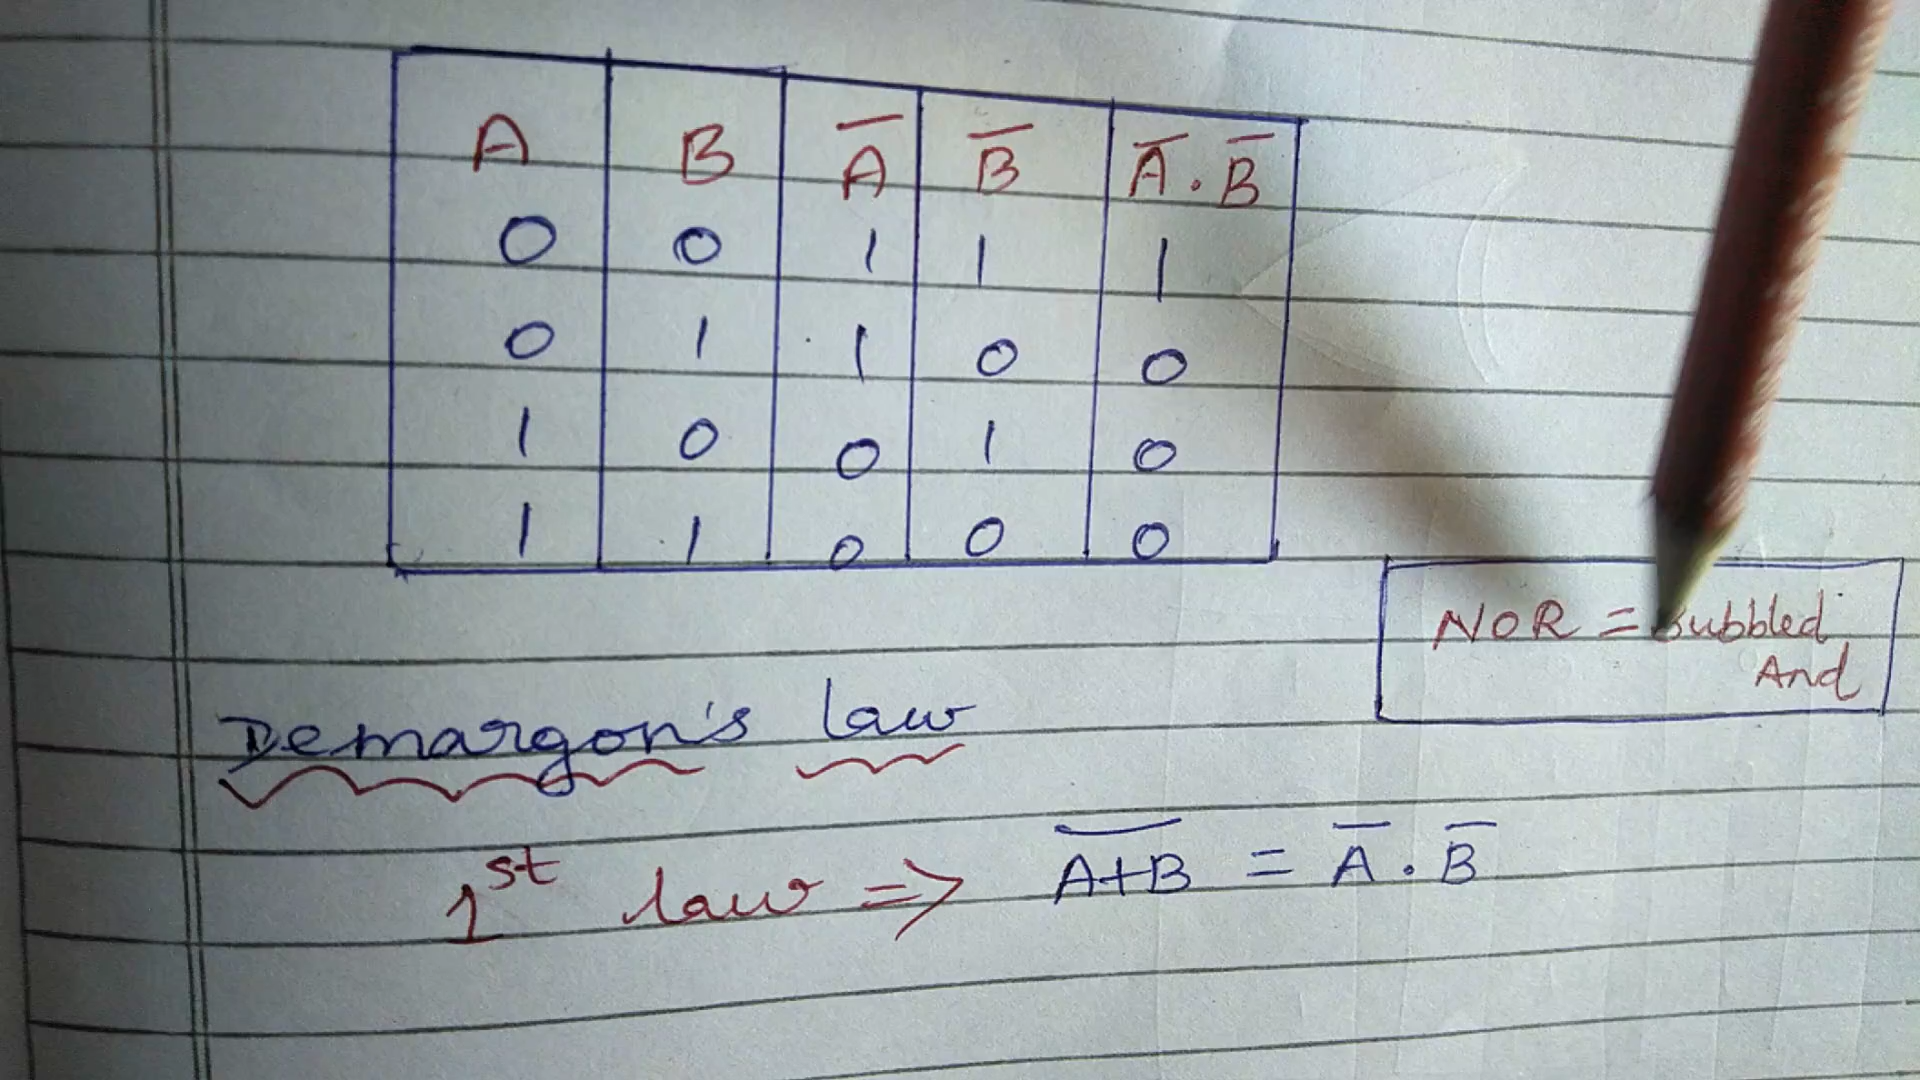 A B A̅ B̅ A̅ . B̅
0 0 1 1 1
0 1 1 0 0
1 0 0 1 0
1 1 0 0 0
NOR = Bubbled
And
Demargon's law
1st law => A̅+̅B̅ = A̅ . B̅